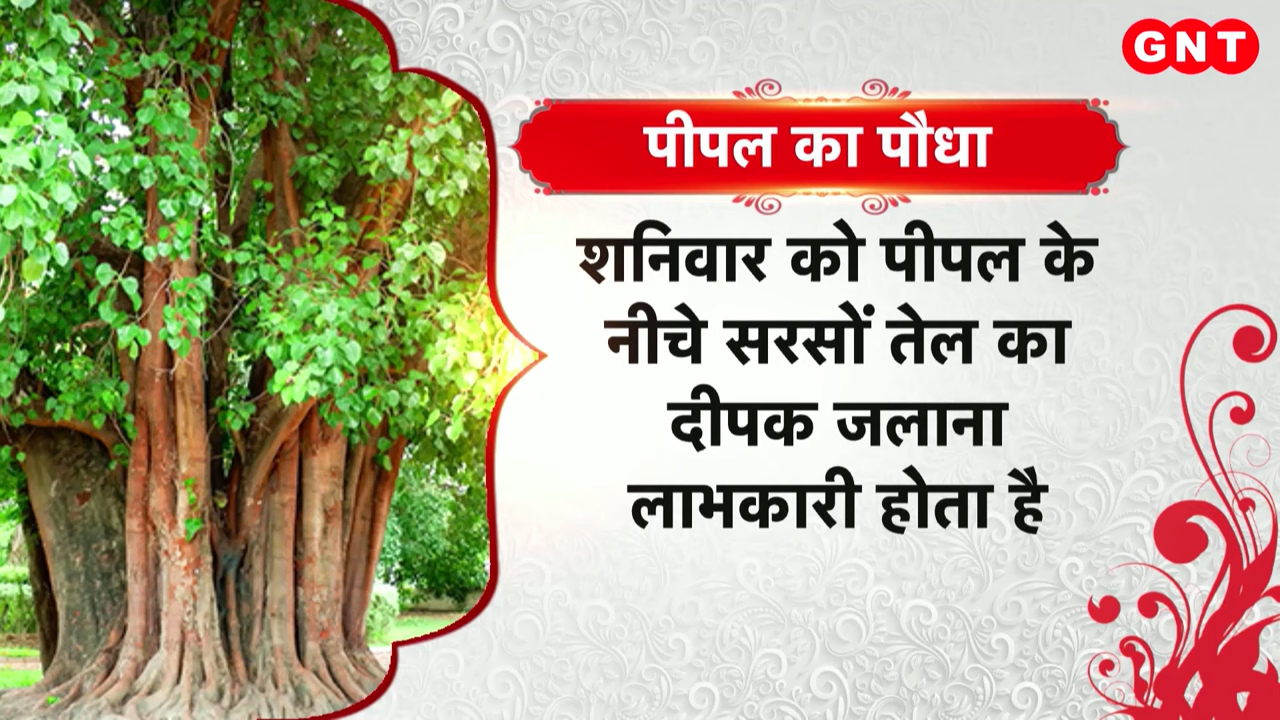 GNT
पीपल का पौधा
शनिवार को पीपल के
नीचे सरसों तेल का
दीपक जलाना
लाभकारी होता है